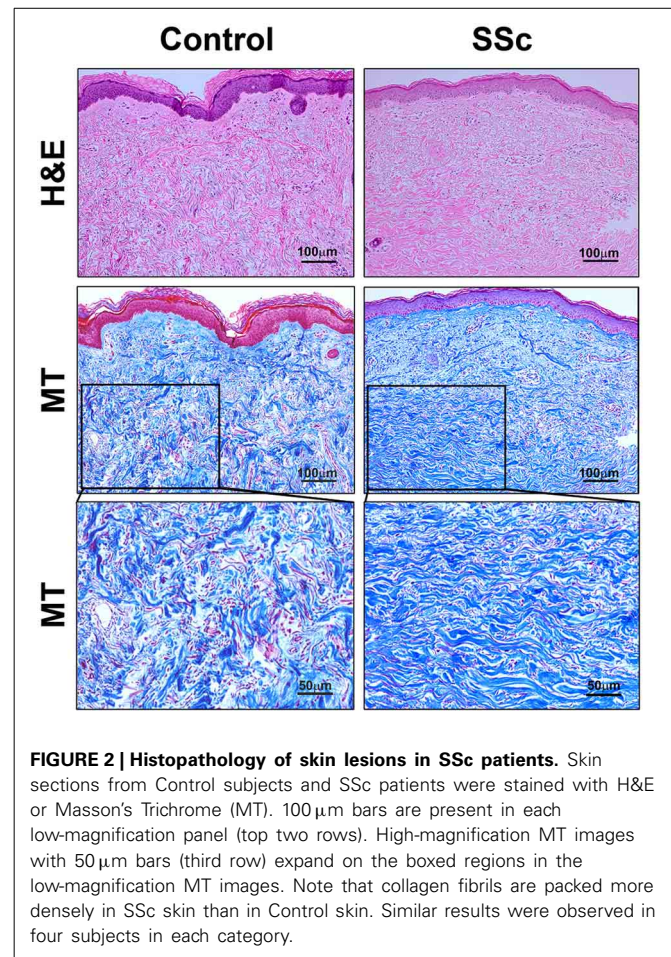 Control SSc
H&E
100μm 100μm
MT
100μm 100μm
MT
50μm 50μm
FIGURE 2 | Histopathology of skin lesions in SSc patients. Skin
sections from Control subjects and SSc patients were stained with H&E
or Masson's Trichrome (MT). 100 μm bars are present in each
low-magnification panel (top two rows). High-magnification MT images
with 50 μm bars (third row) expand on the boxed regions in the
low-magnification MT images. Note that collagen fibrils are packed more
densely in SSc skin than in Control skin. Similar results were observed in
four subjects in each category.